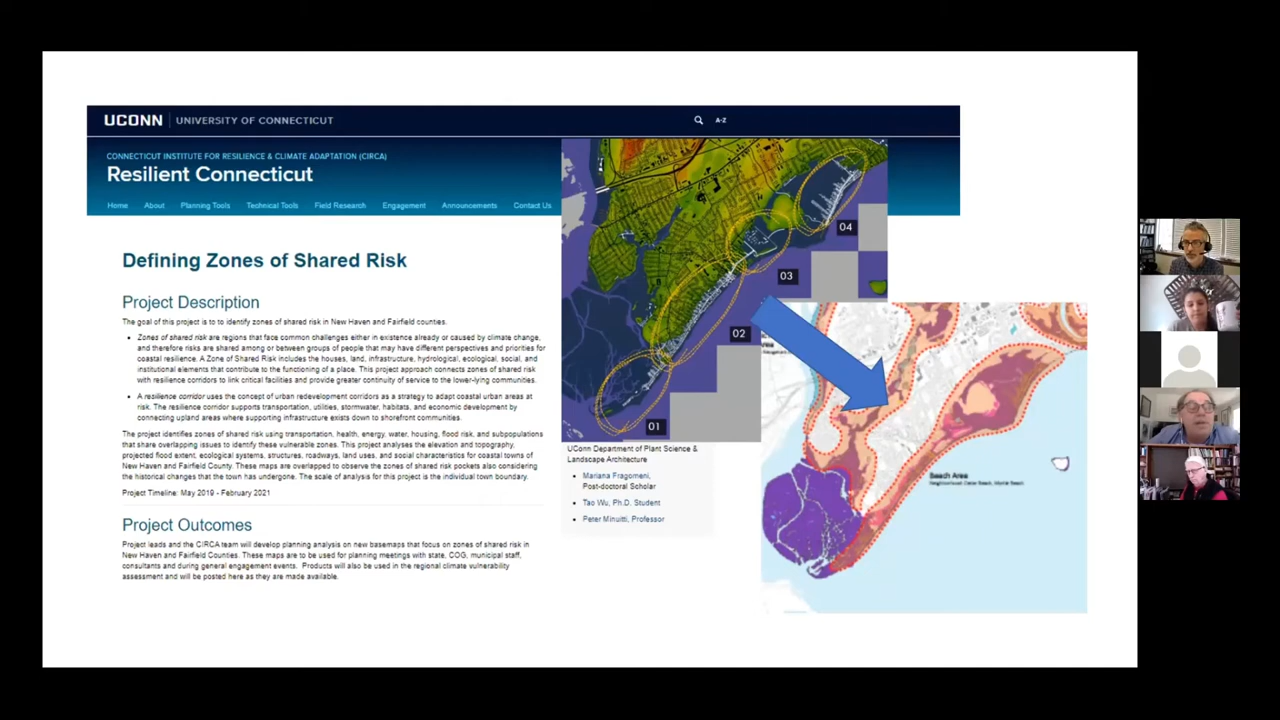 UCONN UNIVERSITY OF CONNECTICUT
A-Z
CONNECTICUT INSTITUTE FOR RESILIENCE & CLIMATE ADAPTATION (CIRCA)
Resilient Connecticut
Home About Planning Tools Technical Tools Field Research Engagement Announcements Contact Us
Defining Zones of Shared Risk
Project Description
The goal of this project is to to identify zones of shared risk in New Haven and Fairfield counties.
• Zones of shared risk are regions that face common challenges either in existence already or caused by climate change,
and therefore risks are shared among or between groups of people that may have different perspectives and priorities for
coastal resilience. A Zone of Shared Risk includes the houses, land, infrastructure, hydrological, ecological, social, and
institutional elements that contribute to the functioning of a place. This project approach connects zones of shared risk
with resilience corridors to link critical facilities and provide greater continuity of service to the lower-lying communities.
• A resilience corridor uses the concept of urban redevelopment corridors as a strategy to adapt coastal urban areas at
risk. The resilience corridor supports transportation, utilities, stormwater, habitats, and economic development by
connecting upland areas where supporting infrastructure exists down to shorefront communities.
The project identifies zones of shared risk using transportation, health, energy, water, housing, flood risk, and subpopulations
that share overlapping issues to identify these vulnerable zones. This project analyses the elevation and topography,
projected flood extent, ecological systems, structures, roadways, land uses, and social characteristics for coastal towns of
New Haven and Fairfield County. These maps are overlapped to observe the zones of shared risk pockets also considering
the historical changes that the town has undergone. The scale of analysis for this project is the individual town boundary.
Project Timeline: May 2019 - February 2021
Project Outcomes
Project leads and the CIRCA team will develop planning analysis on new basemaps that focus on zones of shared risk in
New Haven and Fairfield Counties. These maps are to be used for planning meetings with state, COG, municipal staff,
consultants and during general engagement events. Products will also be used in the regional climate vulnerability
assessment and will be posted here as they are made available.
04
03
02
01
UConn Department of Plant Science &
Landscape Architecture
• Mariana Fragomeni,
Post-doctoral Scholar
• Tao Wu, Ph.D. Student
• Peter Minutti, Professor
Area
Beach Area